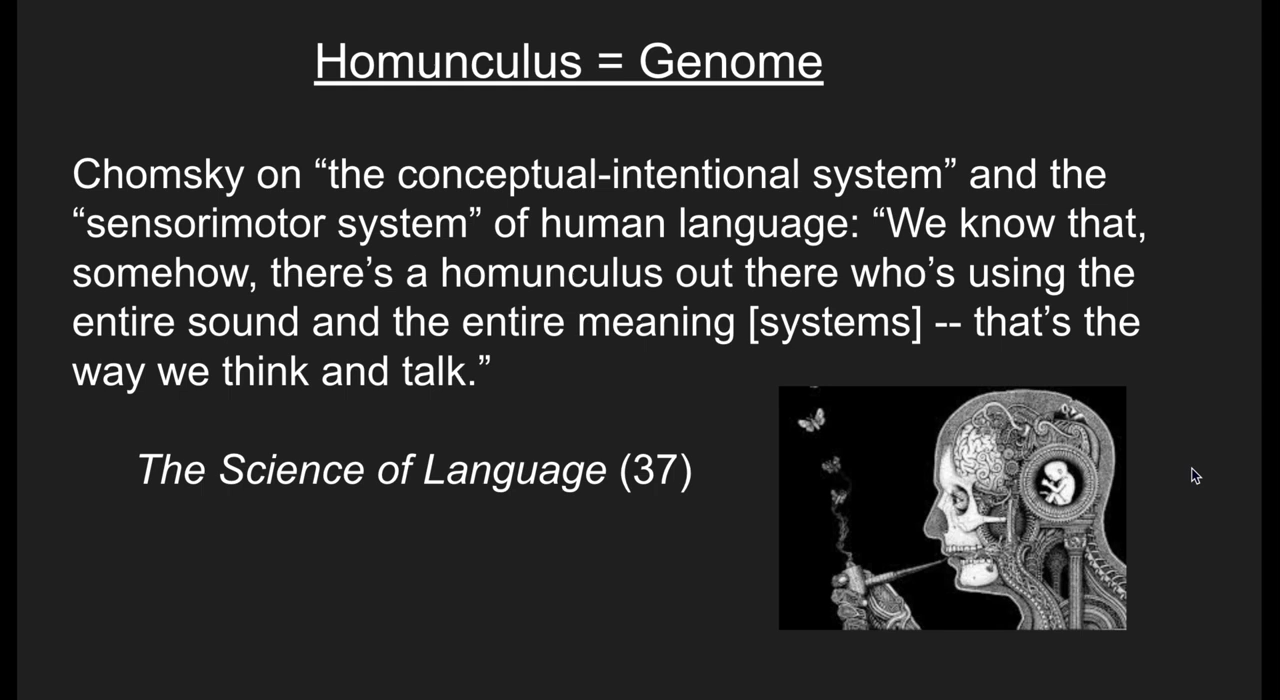 Homunculus = Genome
Chomsky on “the conceptual-intentional system” and the
“sensorimotor system” of human language: “We know that,
somehow, there’s a homunculus out there who’s using the
entire sound and the entire meaning [systems] -- that’s the
way we think and talk.”
The Science of Language (37)